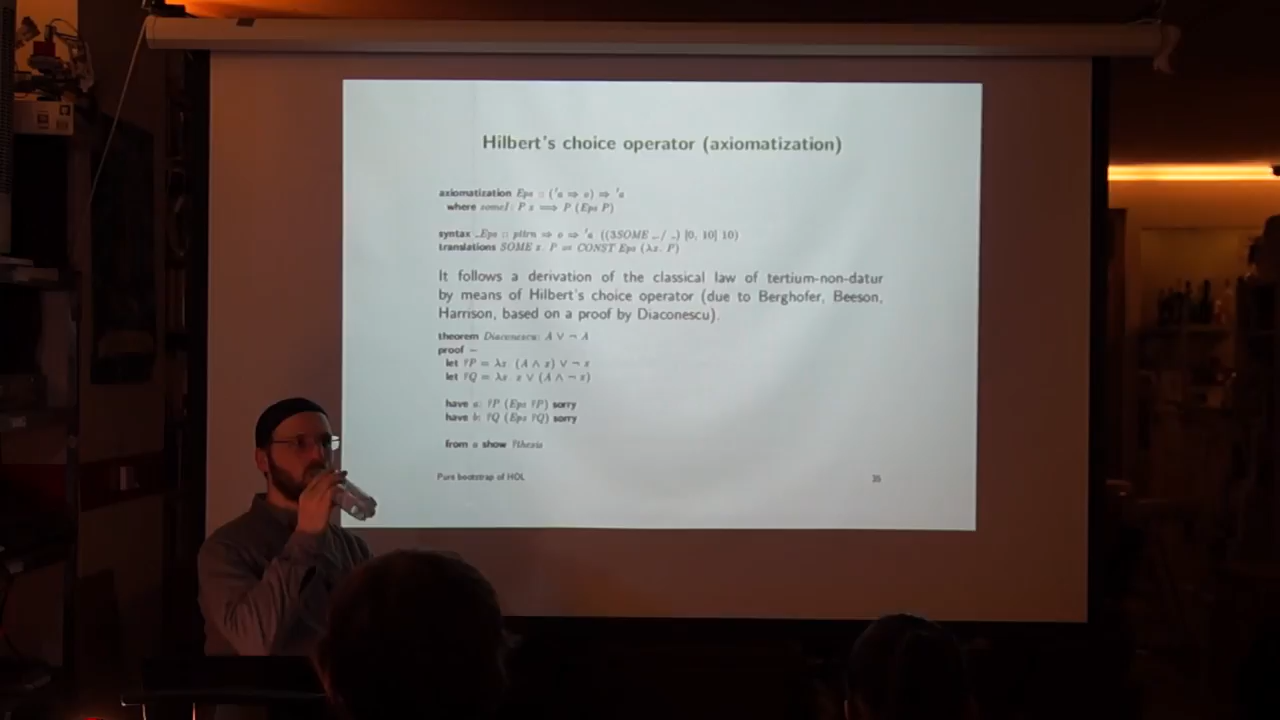 Hilbert's choice operator (axiomatization)
axiomatization Eps :: ('a ⇒ o) ⇒ 'a
where someI: P x ⟹ P (Eps P)
syntax _Eps :: pttrn ⇒ o ⇒ 'a ((3SOME _./ _) [0, 10] 10)
translations SOME x. P ⇌ CONST Eps (λx. P)
It follows a derivation of the classical law of tertium-non-datur
by means of Hilbert's choice operator (due to Berghofer, Beeson,
Harrison, based on a proof by Diaconescu).
theorem Diaconescu: A ∨ ¬ A
proof –
let ?P = λx. (A ∧ x) ∨ ¬ x
let ?Q = λx. x ∨ (A ∧ ¬ x)
have a: ?P (Eps ?P) sorry
have b: ?Q (Eps ?Q) sorry
from a show ?thesis
Pure bootstrap of HOL
35